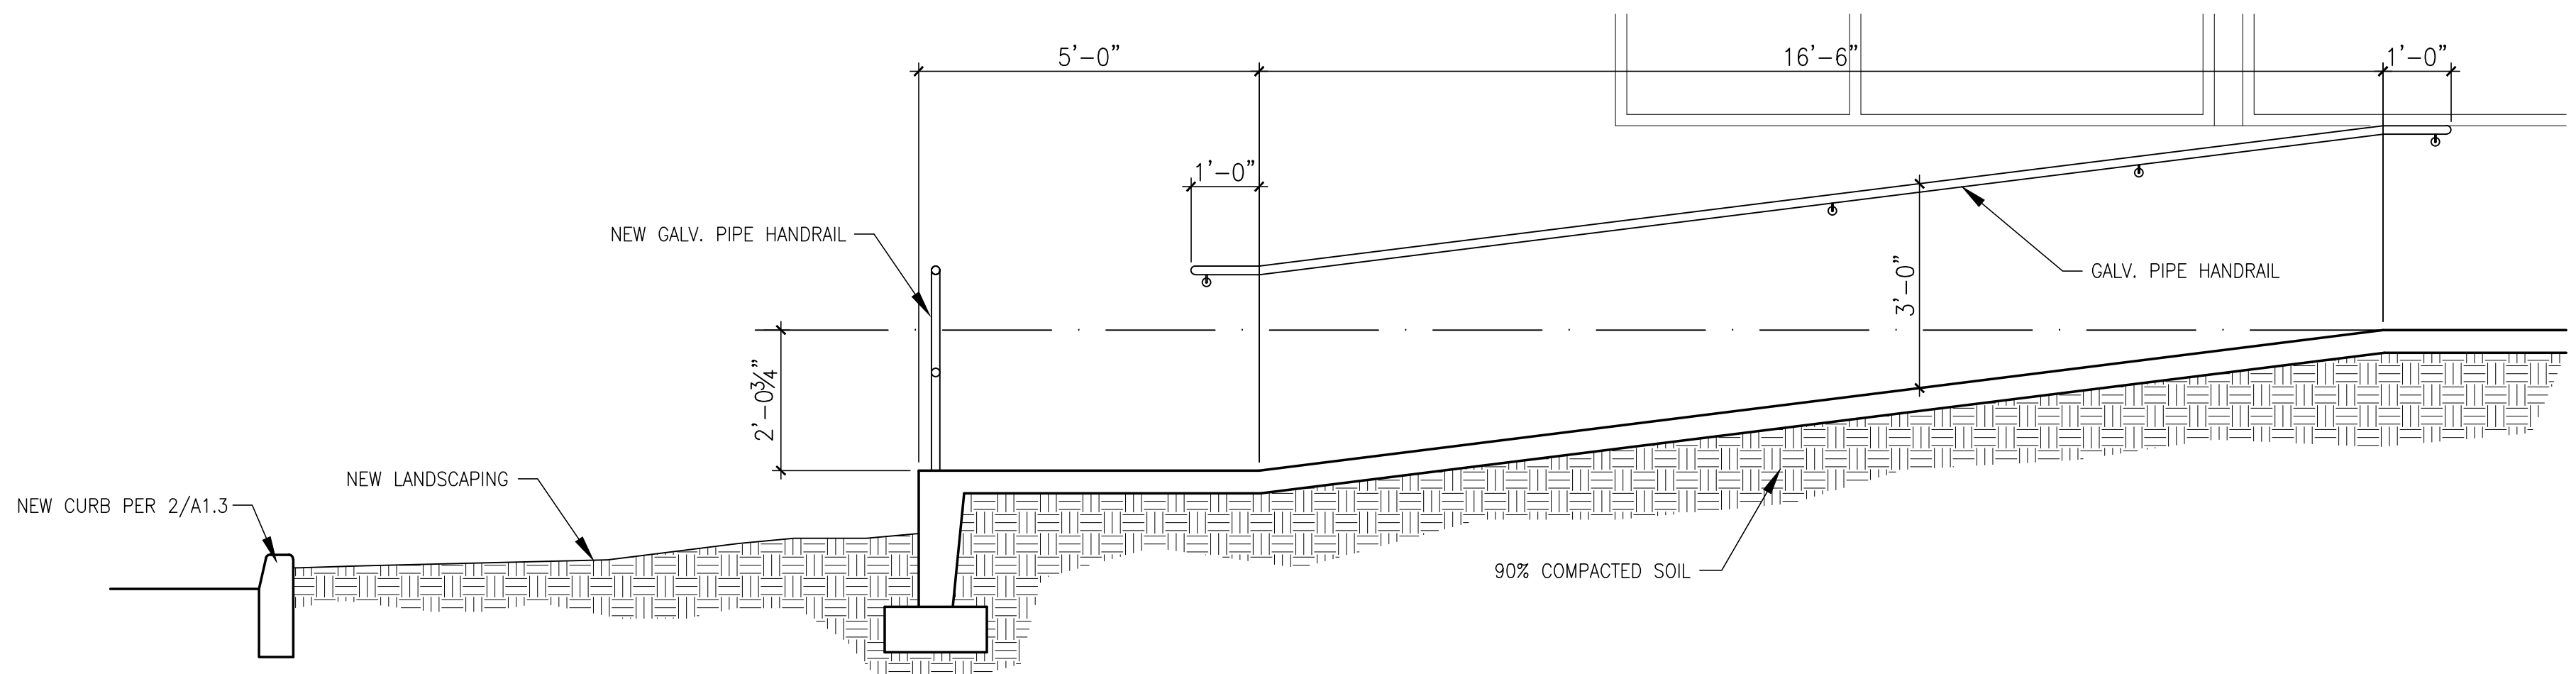 5'-0"
16'-6"
1'-0"
1'-0"
NEW GALV. PIPE HANDRAIL
GALV. PIPE HANDRAIL
3'-0"
2'-0¾"
NEW LANDSCAPING
NEW CURB PER 2/A1.3
90% COMPACTED SOIL